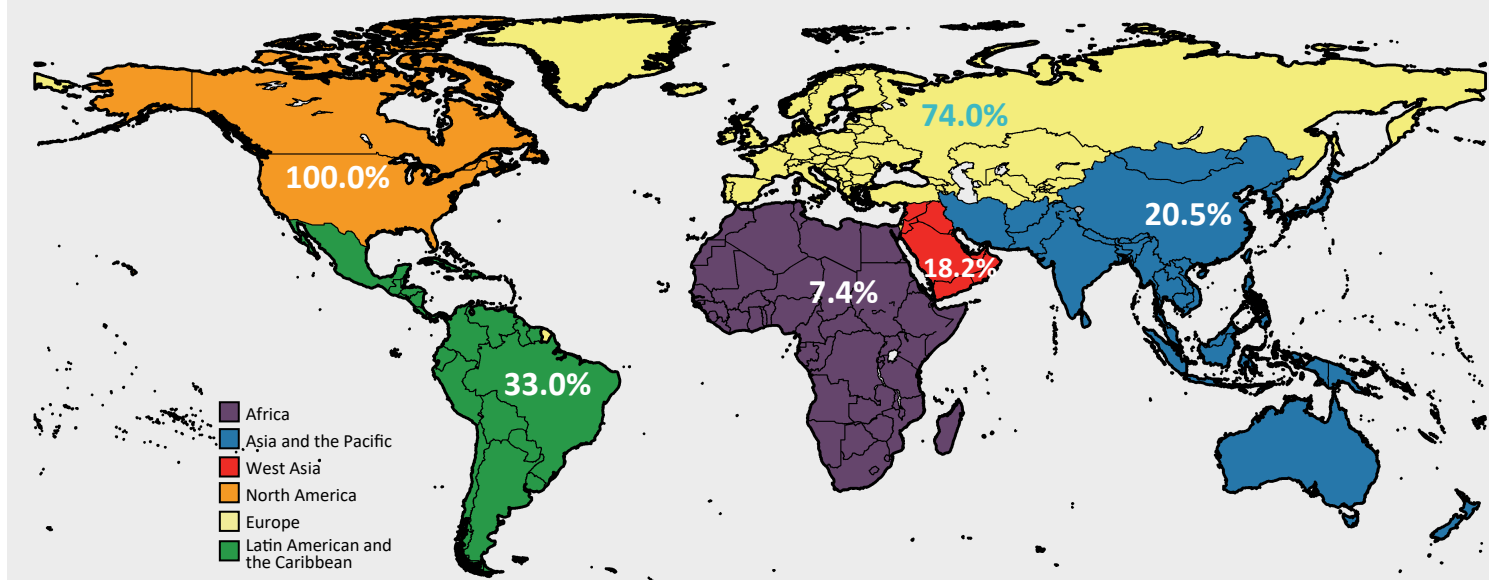 74.0%
100.0%
20.5%
18.2%
7.4%
33.0%
Africa
Asia and the Pacific
West Asia
North America
Europe
Latin American and
the Caribbean